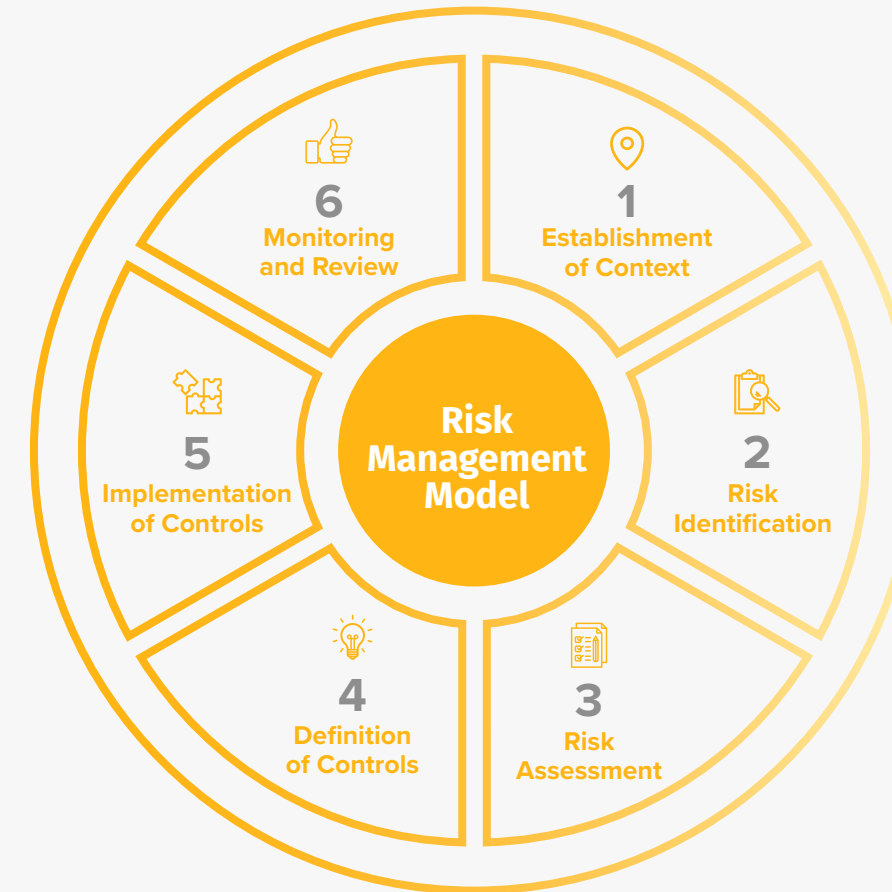 Risk
Management
Model
1
Establishment
of Context
2
Risk
Identification
3
Risk
Assessment
4
Definition
of Controls
5
Implementation
of Controls
6
Monitoring
and Review